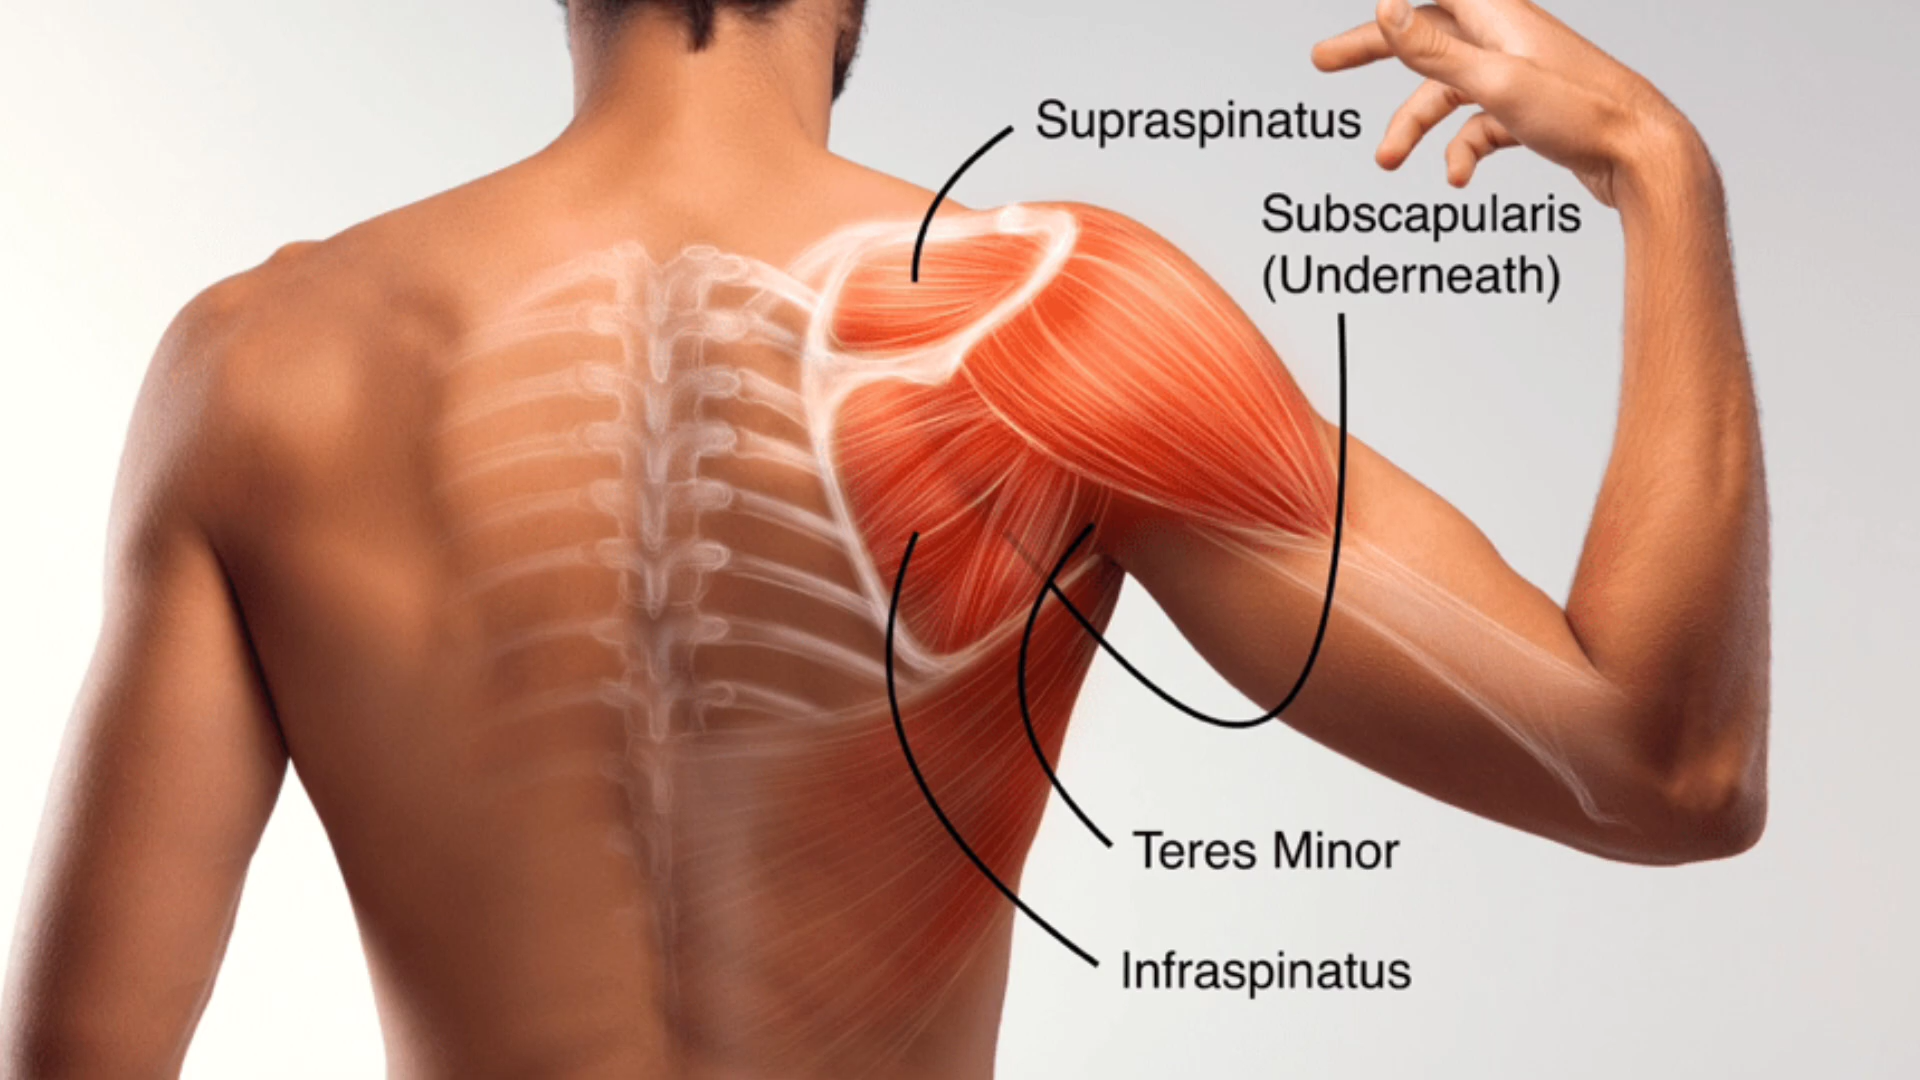 Supraspinatus
Subscapularis
(Underneath)
Teres Minor
Infraspinatus